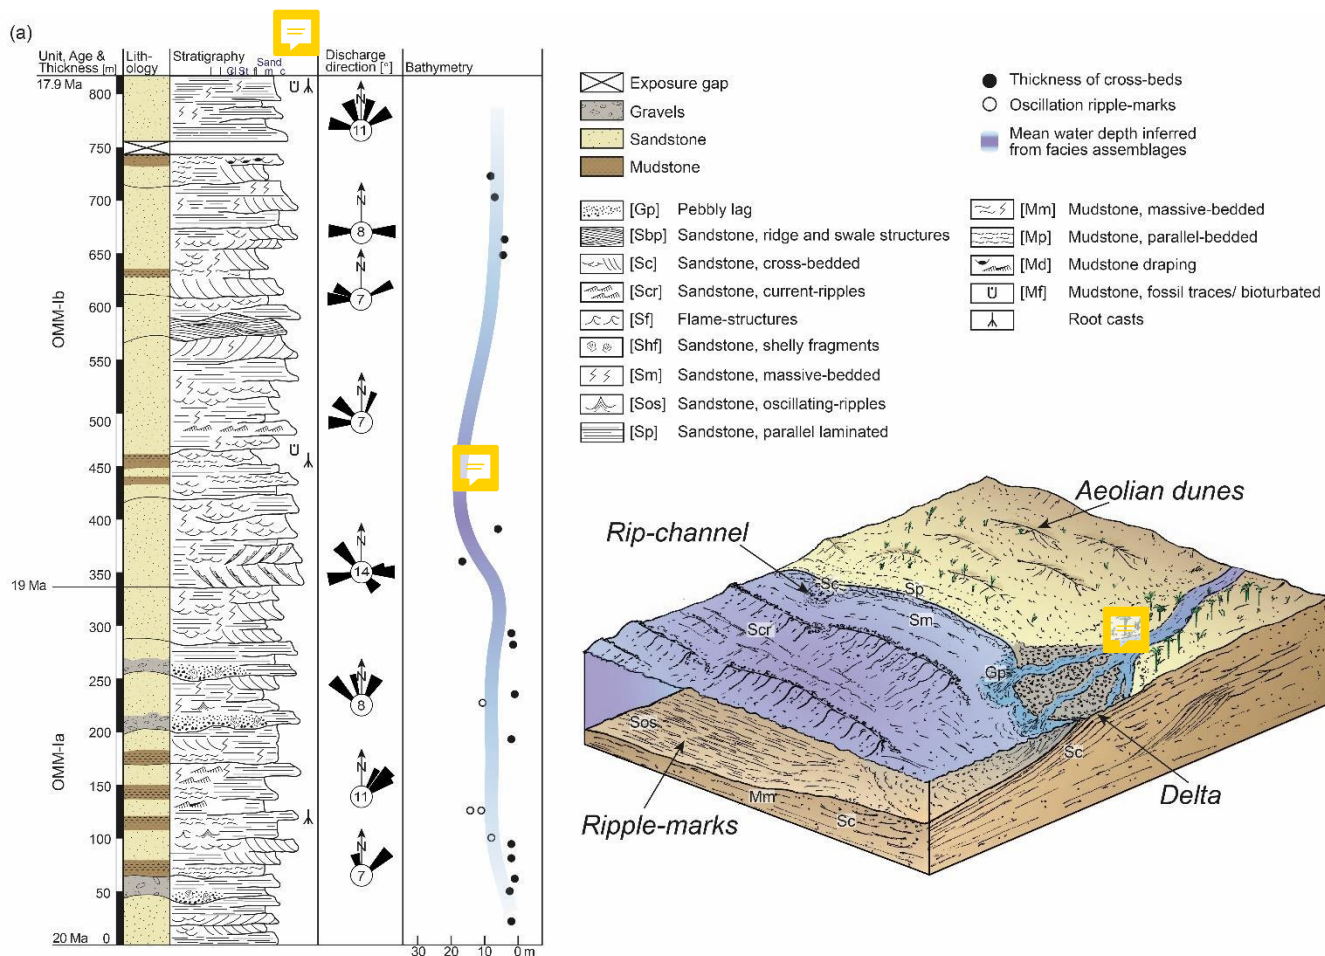 (a)
Unit, Age & Thickness [m]
Lith-ology
Stratigraphy
Gl St f m c
Sand
Discharge direction [°]
Bathymetry
17.9 Ma
800
750
700
650
600
550
500
450
400
350
19 Ma
300
250
200
150
100
50
20 Ma 0
OMM-Ib
OMM-Ia
N
11
N
8
N
7
N
7
N
14
N
8
N
11
N
7
30 20 10 0 m
Exposure gap
Gravels
Sandstone
Mudstone
Thickness of cross-beds
Oscillation ripple-marks
Mean water depth inferred
from facies assemblages
[Gp] Pebbly lag
[Sbp] Sandstone, ridge and swale structures
[Sc] Sandstone, cross-bedded
[Scr] Sandstone, current-ripples
[Sf] Flame-structures
[Shf] Sandstone, shelly fragments
[Sm] Sandstone, massive-bedded
[Sos] Sandstone, oscillating-ripples
[Sp] Sandstone, parallel laminated
[Mm] Mudstone, massive-bedded
[Mp] Mudstone, parallel-bedded
[Md] Mudstone draping
[Mf] Mudstone, fossil traces/ bioturbated
Root casts
Aeolian dunes
Rip-channel
Sc
Sp
Sm
Scr
Gp
Sos
Sc
Mm
Sc
Ripple-marks
Delta